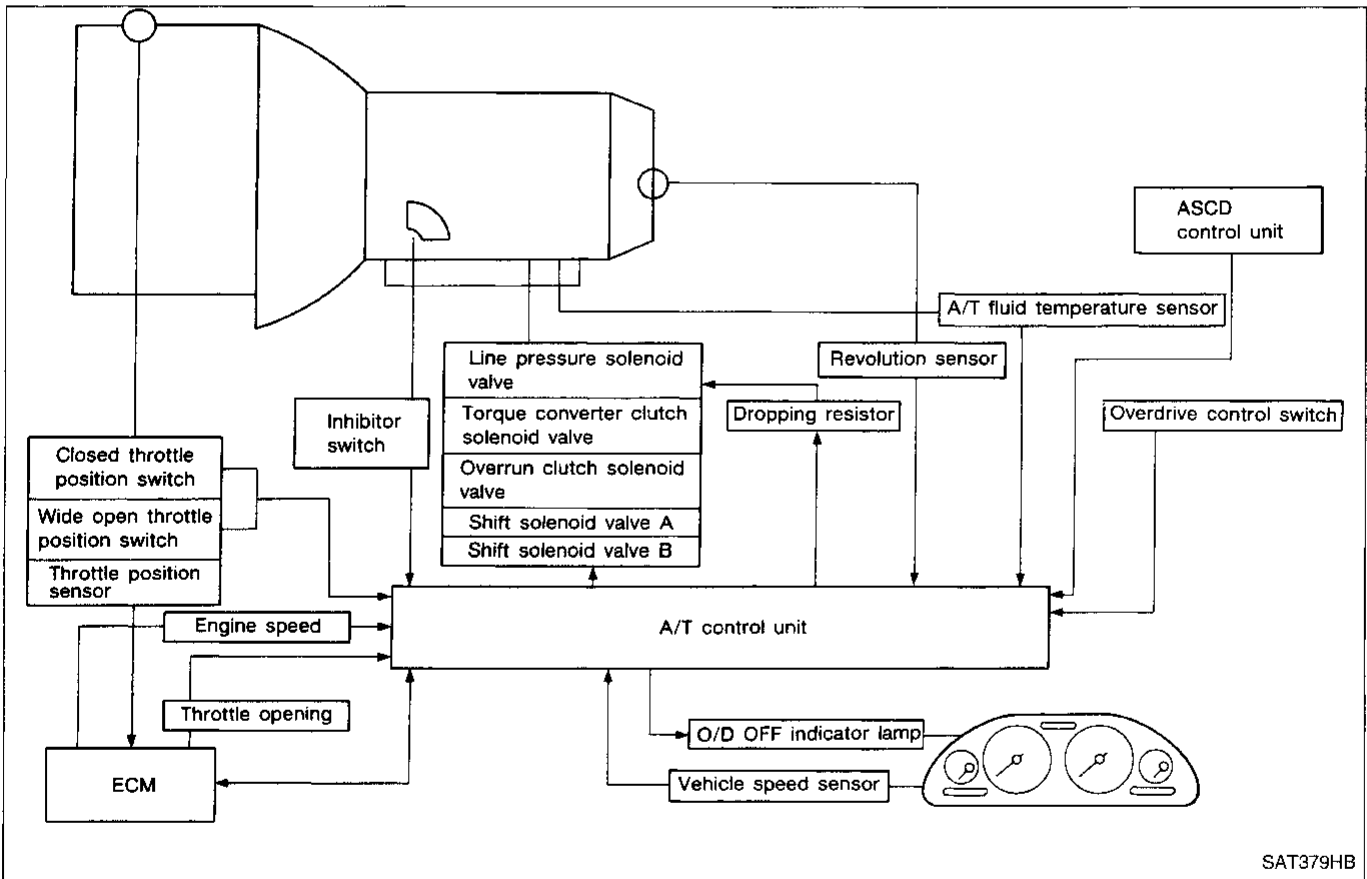 ASCD
control unit
A/T fluid temperature sensor
Line pressure solenoid
valve
Revolution sensor
Torque converter clutch
solenoid valve
Dropping resistor
Overdrive control switch
Inhibitor
switch
Closed throttle
position switch
Overrun clutch solenoid
valve
Wide open throttle
position switch
Shift solenoid valve A
Shift solenoid valve B
Throttle position
sensor
Engine speed
A/T control unit
Throttle opening
O/D OFF indicator lamp
ECM
Vehicle speed sensor
SAT379HB